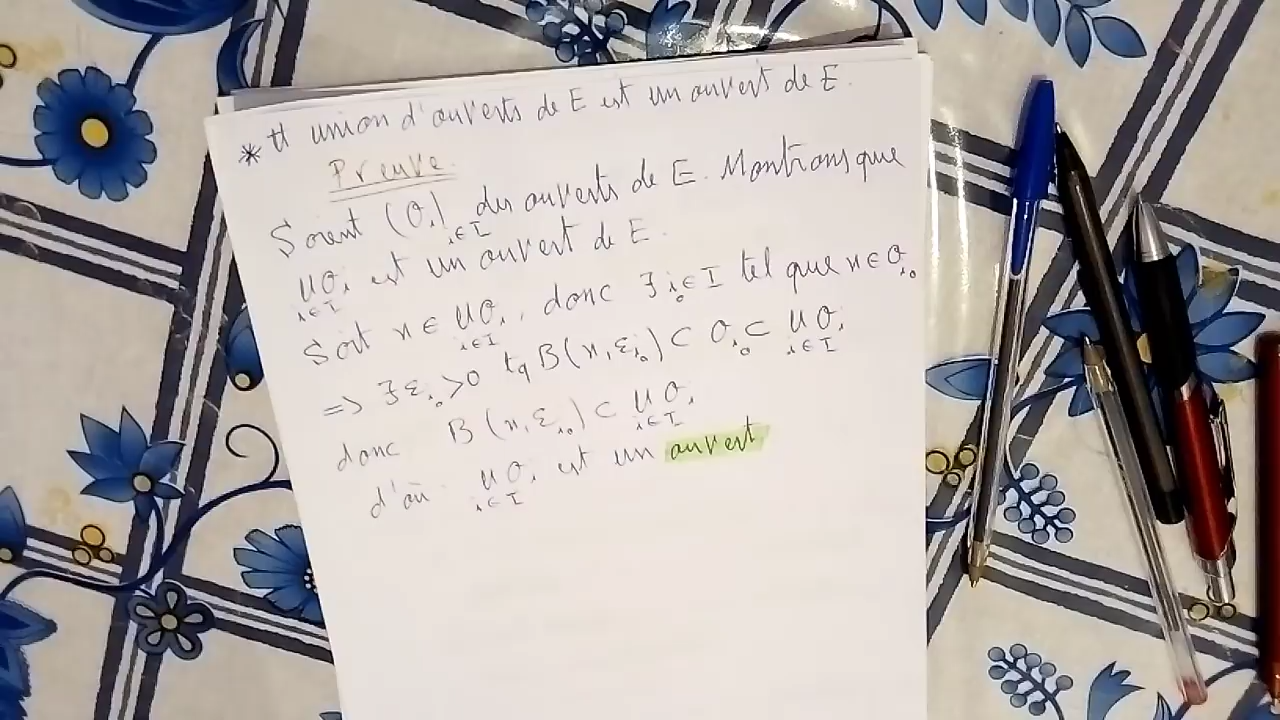 * ∀ union d'ouverts de E est un ouvert de E.
Preuve.
Soient (O_i)_{i∈I} des ouverts de E. Montrons que
∪_{i∈I} O_i est un ouvert de E.
Soit x ∈ ∪_{i∈I} O_i, donc ∃ i_0 ∈ I tel que x ∈ O_{i_0}
=> ∃ ε_{i_0} > 0 tq B(x, ε_{i_0}) ⊂ O_{i_0} ⊂ ∪_{i∈I} O_i
donc B(x, ε_{i_0}) ⊂ ∪_{i∈I} O_i
d'où ∪_{i∈I} O_i est un ouvert